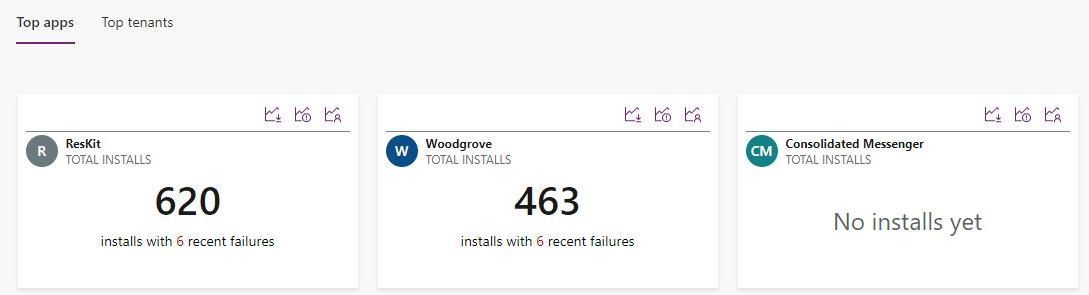 Top apps Top tenants
R ResKit
TOTAL INSTALLS
620
installs with 6 recent failures
W Woodgrove
TOTAL INSTALLS
463
installs with 6 recent failures
CM Consolidated Messenger
TOTAL INSTALLS
No installs yet